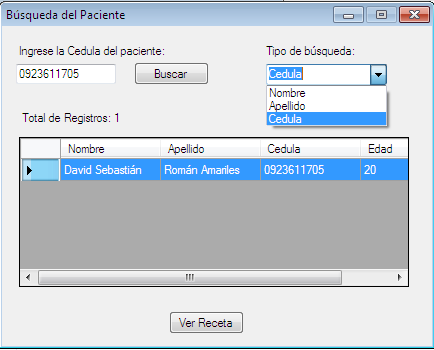 Búsqueda del Paciente
Ingrese la Cedula del paciente:
Tipo de búsqueda:
0923611705
Buscar
Cedula
Nombre
Apellido
Cedula
Total de Registros: 1
Nombre Apellido Cedula Edad
David Sebastián Román Amariles 0923611705 20
Ver Receta